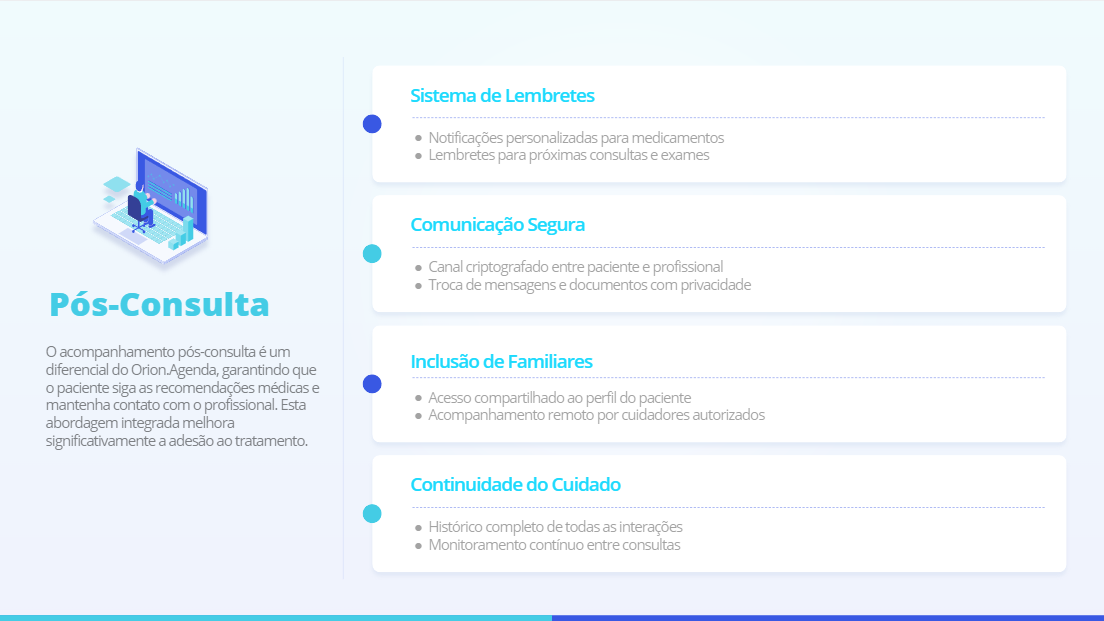 Pós-Consulta
O acompanhamento pós-consulta é um
diferencial do Orion.Agenda, garantindo que
o paciente siga as recomendações médicas e
mantenha contato com o profissional. Esta
abordagem integrada melhora
significativamente a adesão ao tratamento.
Sistema de Lembretes
● Notificações personalizadas para medicamentos
● Lembretes para próximas consultas e exames
Comunicação Segura
● Canal criptografado entre paciente e profissional
● Troca de mensagens e documentos com privacidade
Inclusão de Familiares
● Acesso compartilhado ao perfil do paciente
● Acompanhamento remoto por cuidadores autorizados
Continuidade do Cuidado
● Histórico completo de todas as interações
● Monitoramento contínuo entre consultas